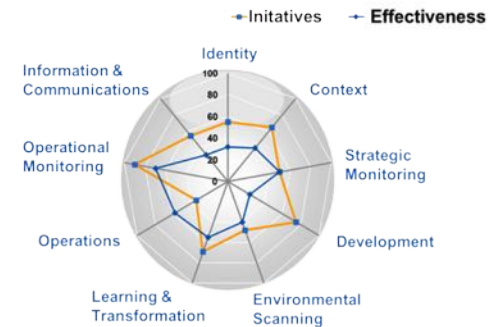 Initatives Effectiveness
Identity
Information &
Communications
Context
100
80
60
40
20
0
Operational
Monitoring
Strategic
Monitoring
Operations
Development
Learning &
Transformation
Environmental
Scanning